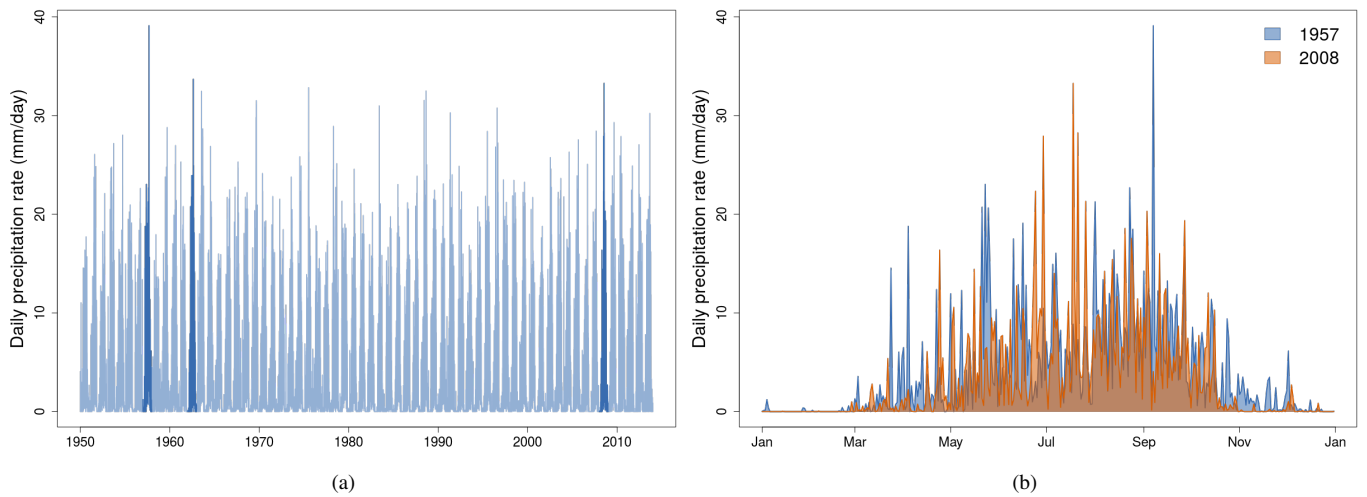 Daily precipitation rate (mm/day)
40
30
20
10
0
1950
1960
1970
1980
1990
2000
2010
(a)
Daily precipitation rate (mm/day)
40
30
20
10
0
1957
2008
Jan
Mar
May
Jul
Sep
Nov
Jan
(b)